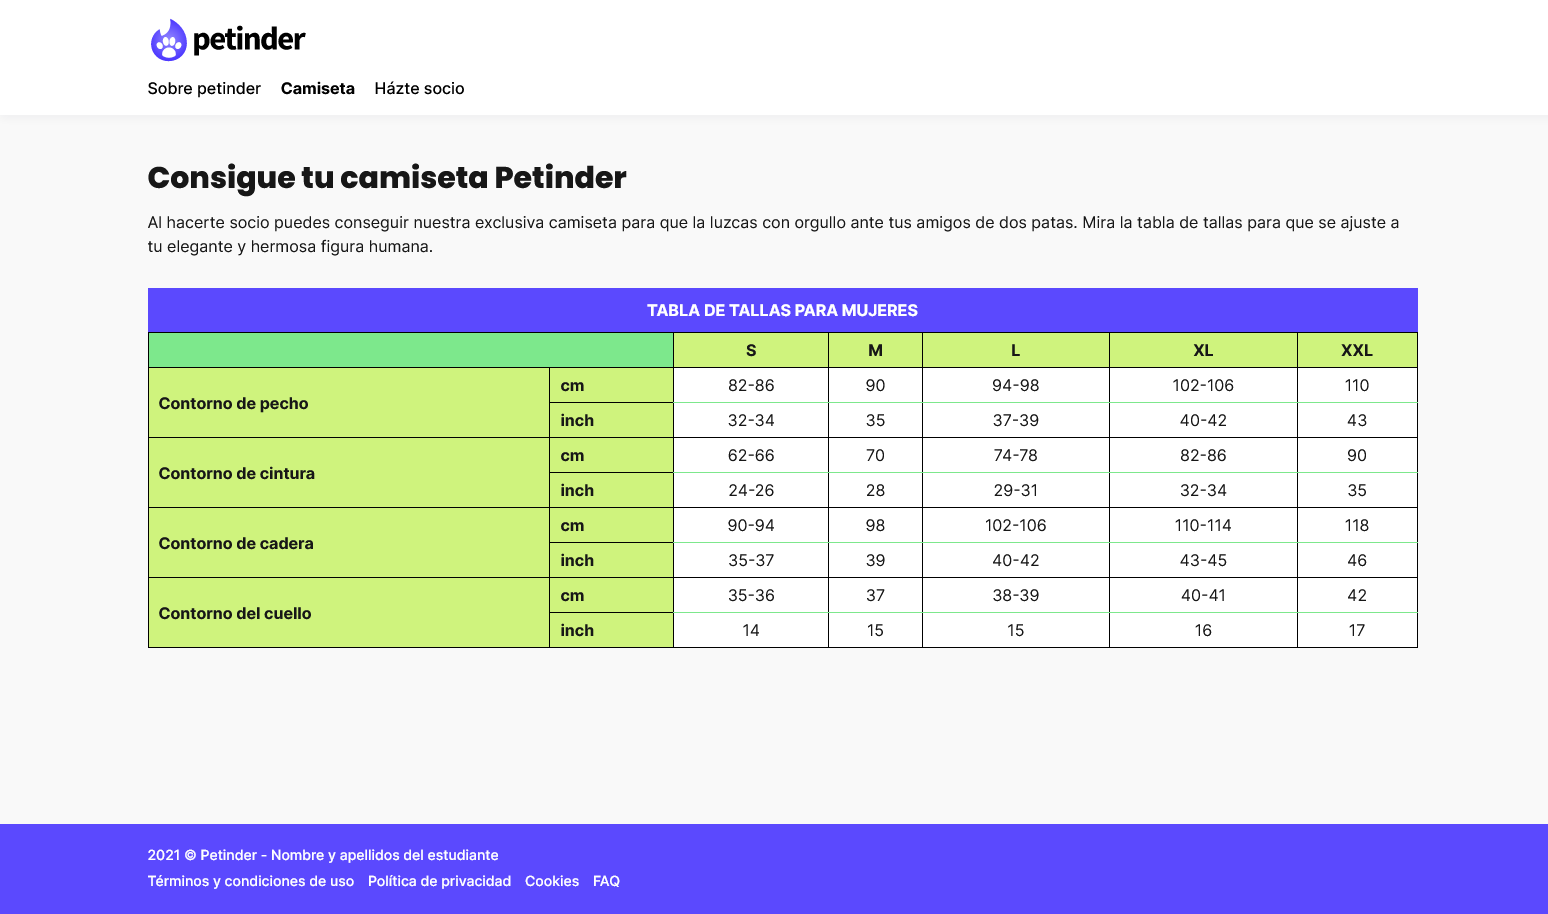 petinder
Sobre petinder Camiseta Házte socio
Consigue tu camiseta Petinder
Al hacerte socio puedes conseguir nuestra exclusiva camiseta para que la luzcas con orgullo ante tus amigos de dos patas. Mira la tabla de tallas para que se ajuste a
tu elegante y hermosa figura humana.
TABLA DE TALLAS PARA MUJERES
S M L XL XXL
Contorno de pecho cm 82-86 90 94-98 102-106 110
inch 32-34 35 37-39 40-42 43
Contorno de cintura cm 62-66 70 74-78 82-86 90
inch 24-26 28 29-31 32-34 35
Contorno de cadera cm 90-94 98 102-106 110-114 118
inch 35-37 39 40-42 43-45 46
Contorno del cuello cm 35-36 37 38-39 40-41 42
inch 14 15 15 16 17
2021 © Petinder - Nombre y apellidos del estudiante
Términos y condiciones de uso Política de privacidad Cookies FAQ